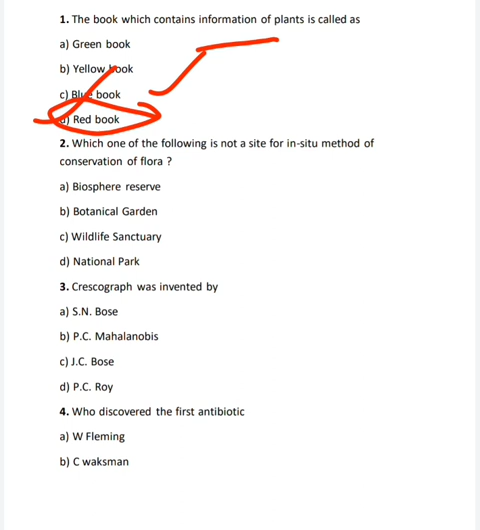 1. The book which contains information of plants is called as
a) Green book
b) Yellow book
c) Blue book
d) Red book
2. Which one of the following is not a site for in-situ method of
conservation of flora ?
a) Biosphere reserve
b) Botanical Garden
c) Wildlife Sanctuary
d) National Park
3. Crescograph was invented by
a) S.N. Bose
b) P.C. Mahalanobis
c) J.C. Bose
d) P.C. Roy
4. Who discovered the first antibiotic
a) W Fleming
b) C waksman